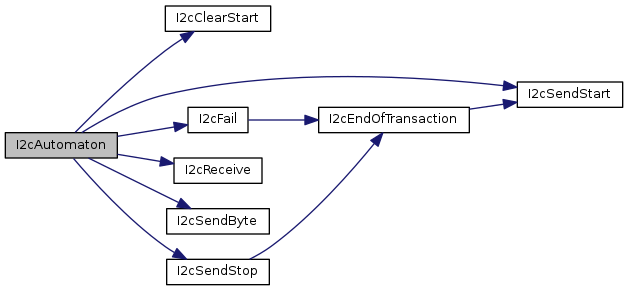 I2cClearStart
I2cSendStart
I2cFail
I2cEndOfTransaction
I2cAutomaton
I2cReceive
I2cSendByte
I2cSendStop